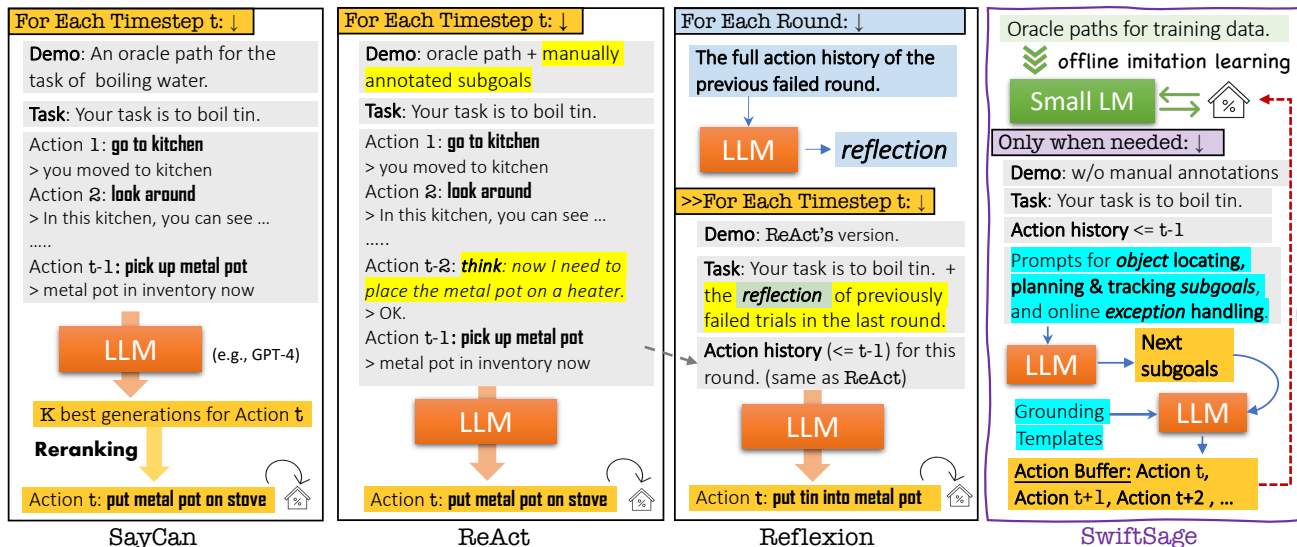 For Each Timestep t: ↓
Demo: An oracle path for the
task of boiling water.
Task: Your task is to boil tin.
Action 1: go to kitchen
> you moved to kitchen
Action 2: look around
> In this kitchen, you can see ...
.....
Action t-1: pick up metal pot
> metal pot in inventory now
LLM
(e.g., GPT-4)
K best generations for Action t
Reranking
Action t: put metal pot on stove
%
SayCan
For Each Timestep t: ↓
Demo: oracle path + manually
annotated subgoals
Task: Your task is to boil tin.
Action 1: go to kitchen
> you moved to kitchen
Action 2: look around
> In this kitchen, you can see ...
.....
Action t-2: think: now I need to
place the metal pot on a heater.
> OK.
Action t-1: pick up metal pot
> metal pot in inventory now
LLM
Action t: put metal pot on stove
%
ReAct
For Each Round: ↓
The full action history of the
previous failed round.
LLM
reflection
>>For Each Timestep t: ↓
Demo: ReAct's version.
Task: Your task is to boil tin. +
the reflection of previously
failed trials in the last round.
Action history (<= t-1) for this
round. (same as ReAct)
LLM
Action t: put tin into metal pot
%
Reflexion
Oracle paths for training data.
offline imitation learning
Small LM
%
Only when needed: ↓
Demo: w/o manual annotations
Task: Your task is to boil tin.
Action history <= t-1
Prompts for object locating,
planning & tracking subgoals,
and online exception handling.
LLM
Next
subgoals
Grounding
Templates
LLM
Action Buffer: Action t,
Action t+1, Action t+2 , ...
SwiftSage